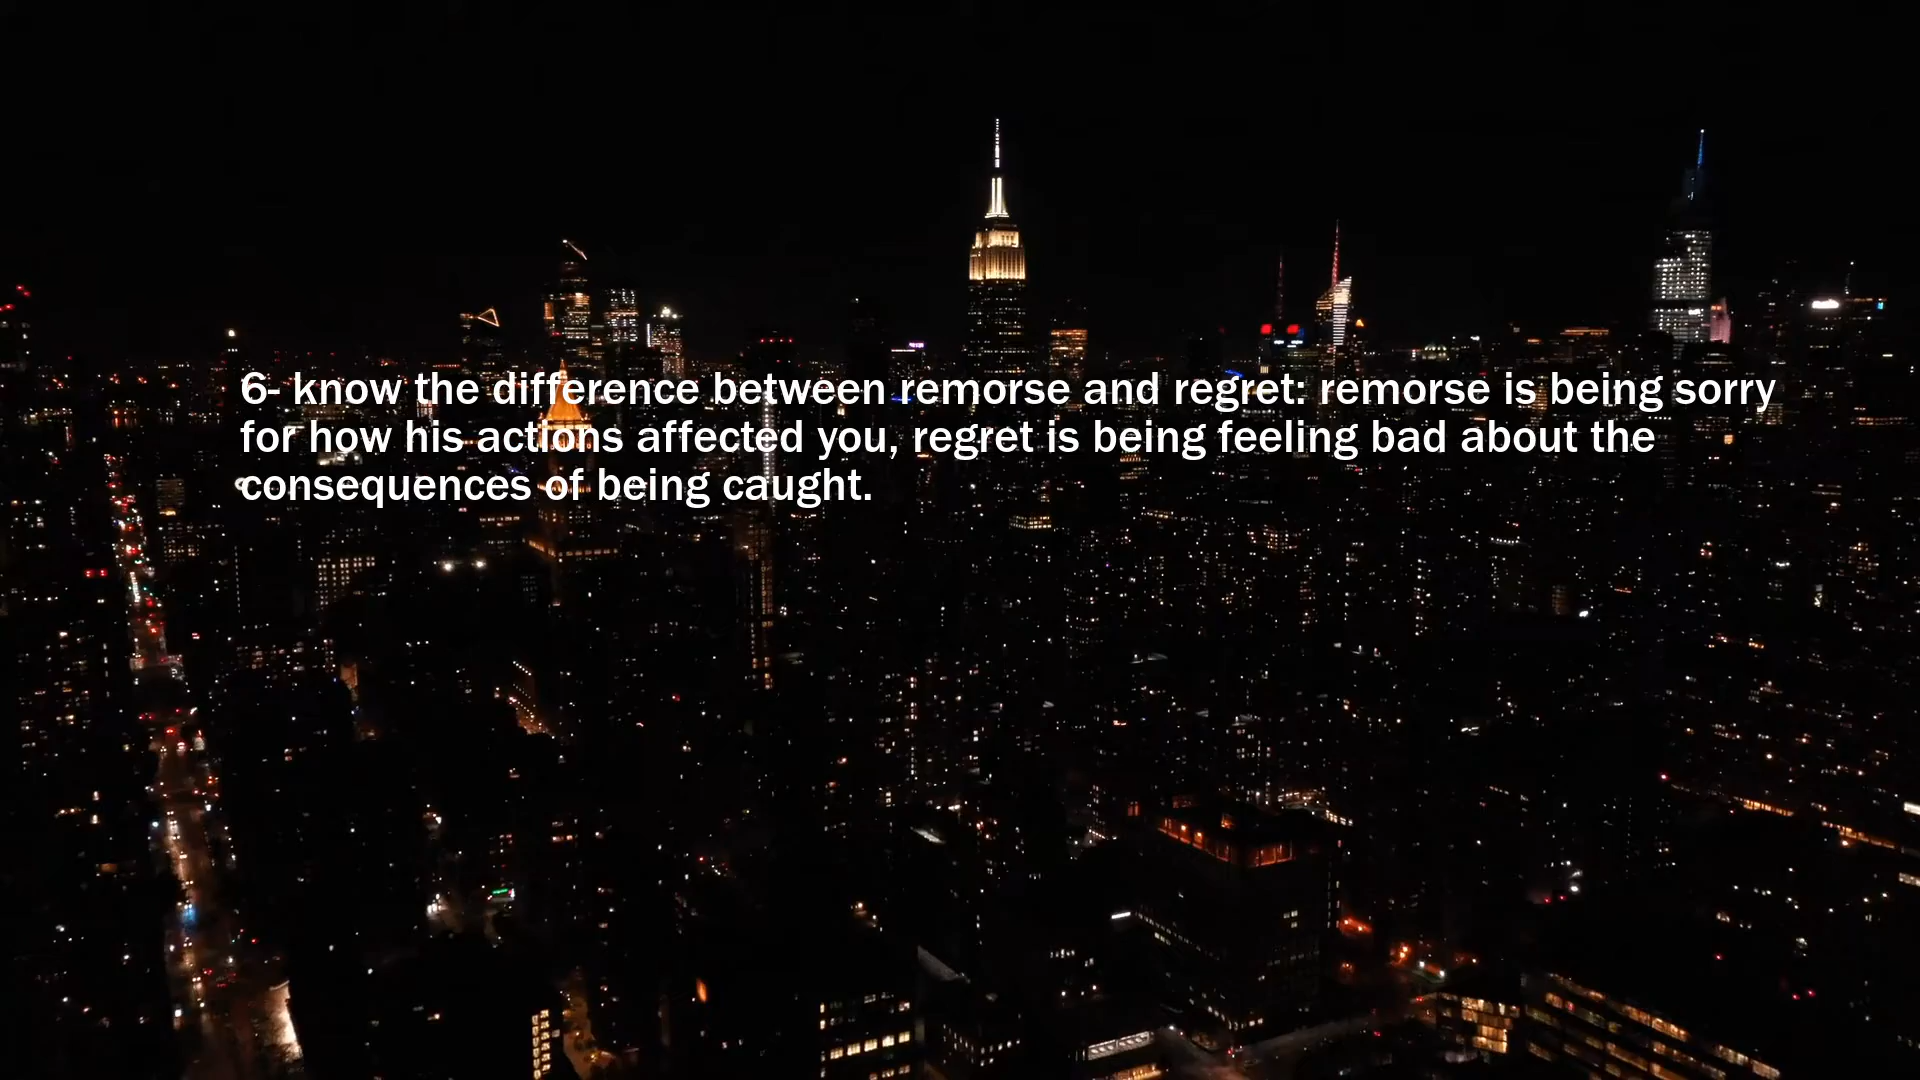 6- know the difference between remorse and regret: remorse is being sorry
for how his actions affected you, regret is being feeling bad about the
consequences of being caught.